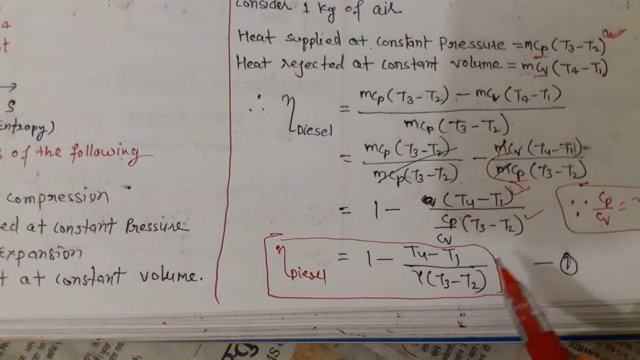 Consider 1 kg of air
Heat supplied at constant Pressure = mcp (T3-T2)
Heat rejected at constant volume = mcv (T4-T1)
S
Entropy)
∴ ηDiesel = mcp (T3-T2) - mcv (T4-T1) / mcp (T3-T2)
= mcp (T3-T2) / mcp (T3-T2) - mcv (T4-T1) / mcp (T3-T2)
of the following
compression
= 1 - (T4-T1) / cp/cv (T3-T2) ∵ cp/cv =
at constant Pressure
Expansion
at constant volume.
ηDiesel = 1 - T4-T1 / γ(T3-T2) - ①